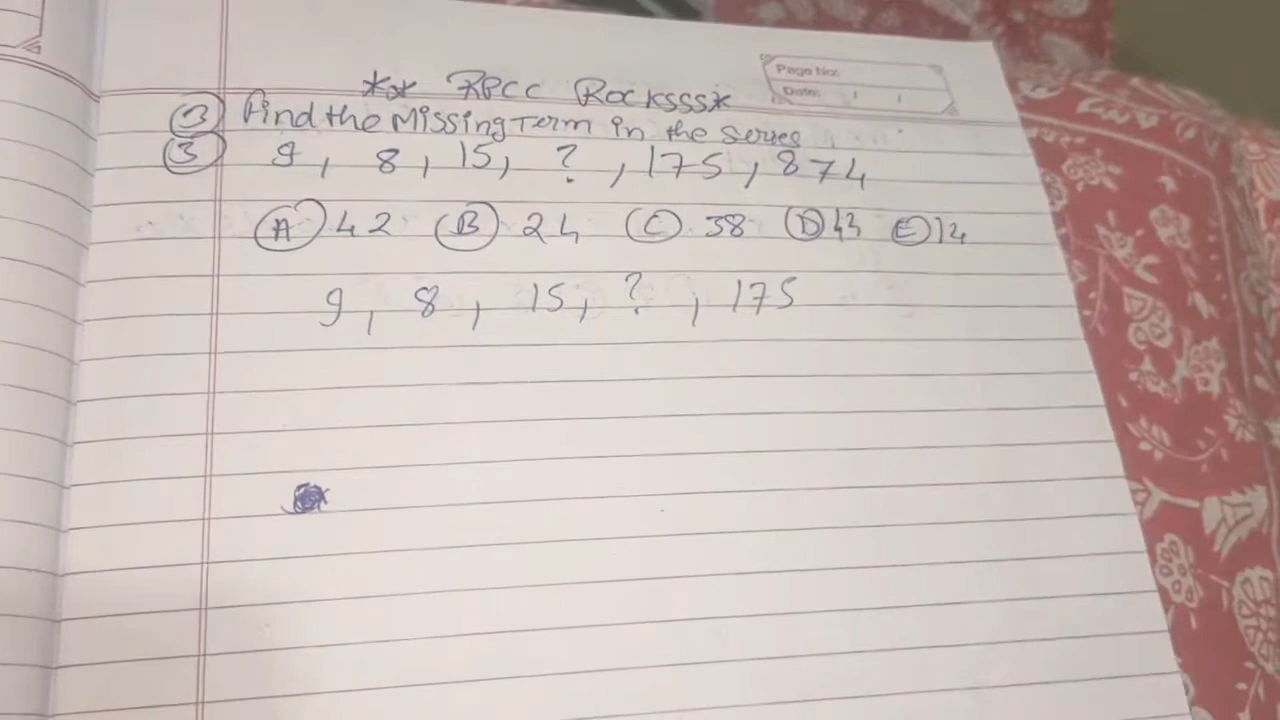 ** RPCC Rocksss*
Page No:
Date:
(3) Find the Missing Term in the series
(3) 9, 8, 15, ?, 175, 874
(A) 42 (B) 24 (C) 38 (D) 43 (E) 14
9, 8, 15, ?, 175